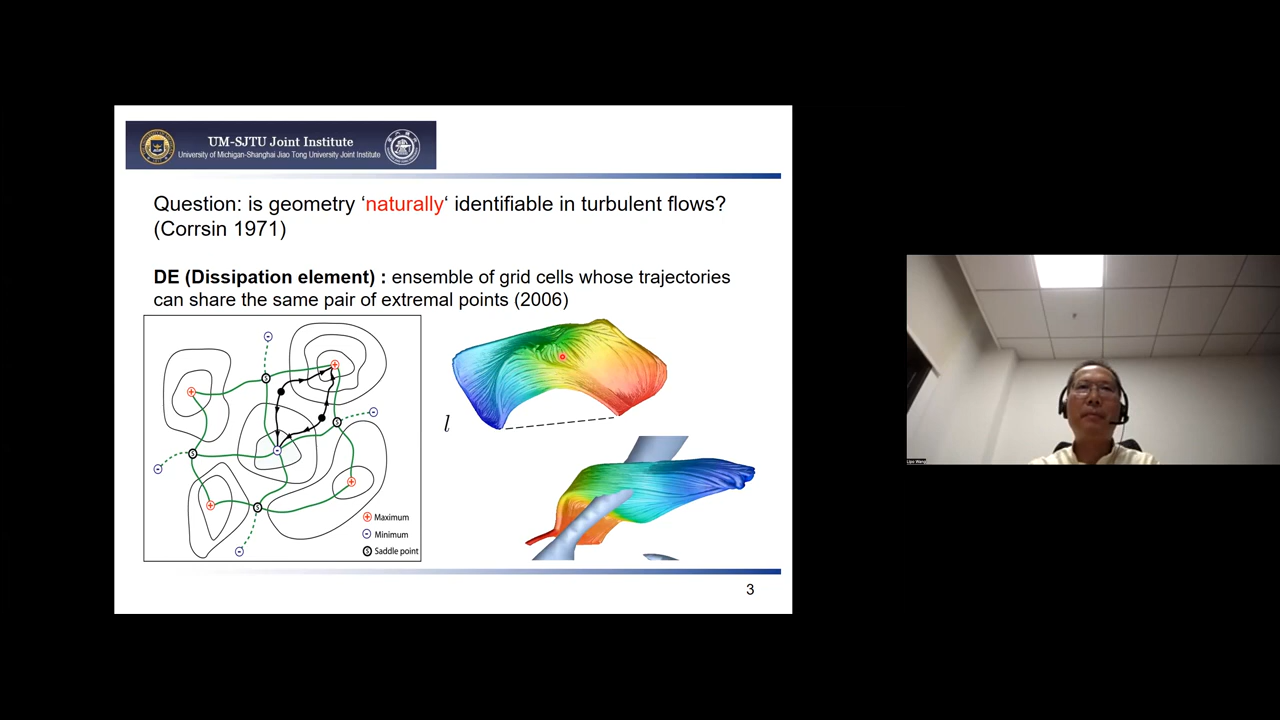 UM-SJTU Joint Institute
University of Michigan-Shanghai Jiao Tong University Joint Institute
Question: is geometry ‘naturally‘ identifiable in turbulent flows?
(Corrsin 1971)
DE (Dissipation element) : ensemble of grid cells whose trajectories
can share the same pair of extremal points (2006)
S
S
S
S
l
Maximum
Minimum
S Saddle point
3
Lipo Wang